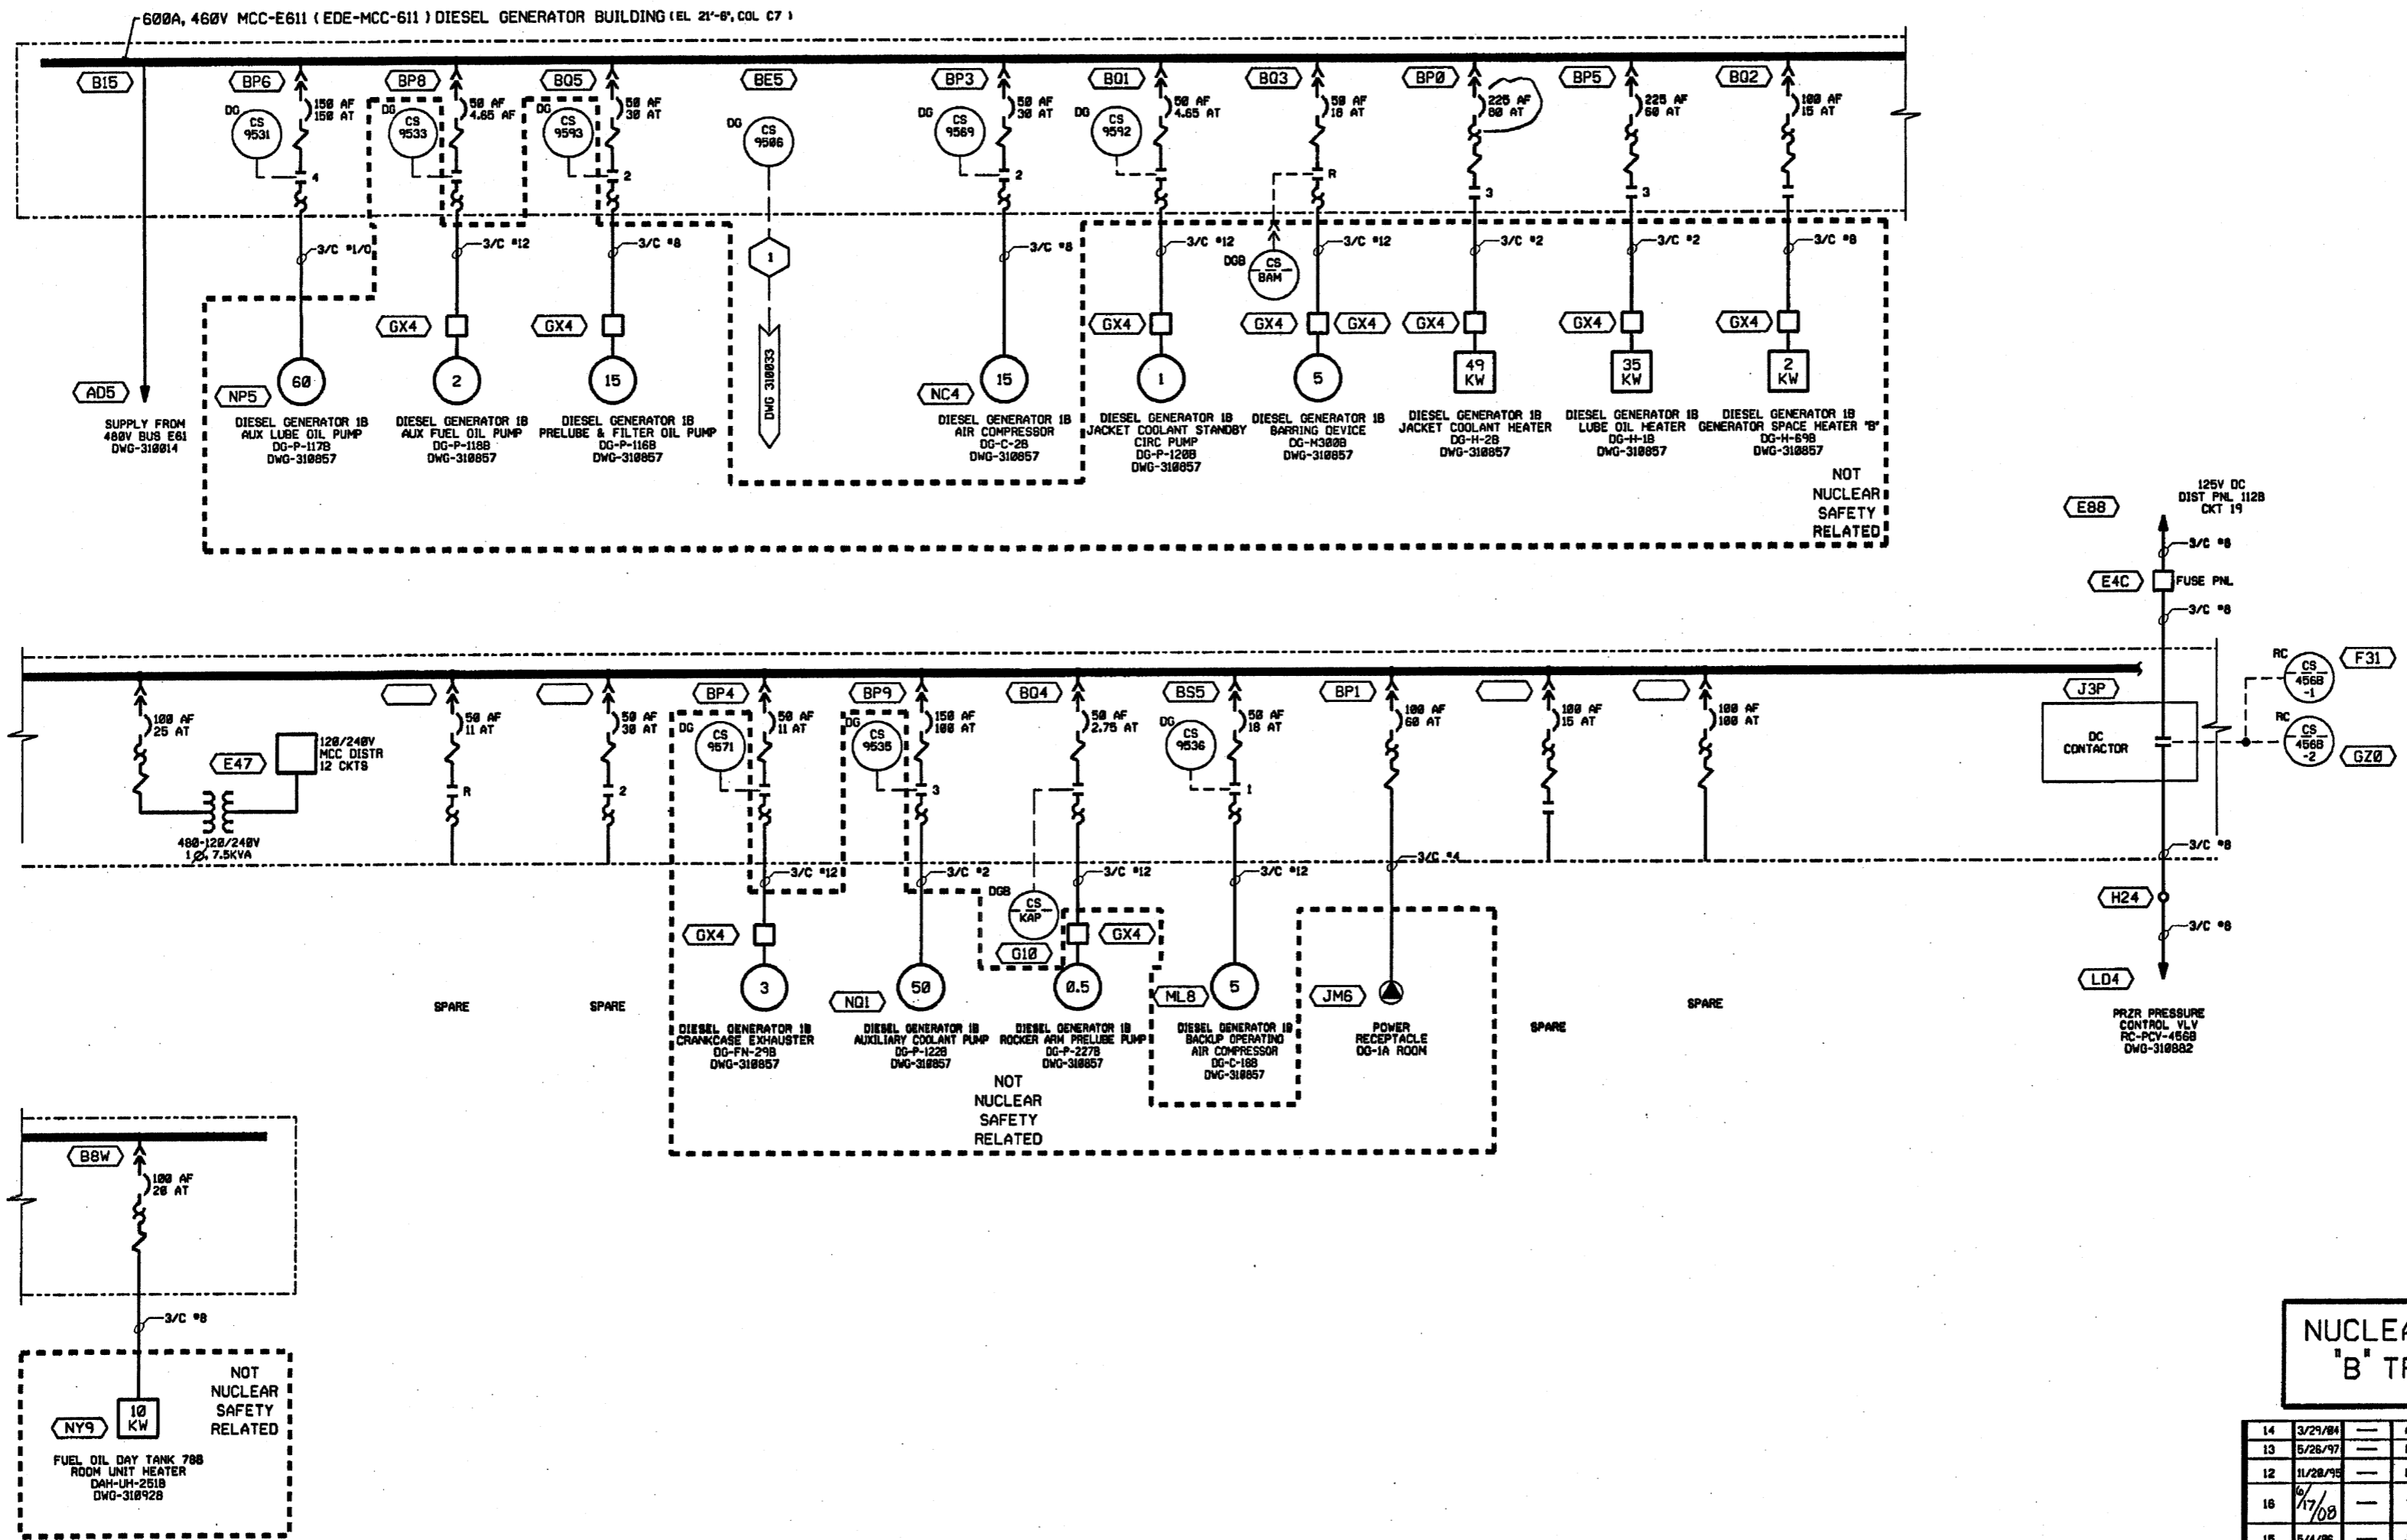 600A, 460V MCC-E611 (EDE-MCC-611) DIESEL GENERATOR BUILDING (EL 21'-6", COL C7)
B15
BP6
BP8
BQ5
BE5
BP3
BQ1
BQ3
BP0
BP5
BQ2
150 AF
150 AT
50 AF
4.65 AF
50 AF
30 AT
50 AF
30 AT
50 AF
4.65 AT
50 AF
18 AT
225 AF
80 AT
225 AF
60 AT
100 AF
15 AT
DG
CS
9531
DG
CS
9533
DG
CS
9593
DG
CS
9506
DG
CS
9569
DG
CS
9592
4
2
2
R
3
3
3/C #1/0
3/C #12
3/C #8
1
3/C #8
3/C #12
3/C #12
3/C #2
3/C #2
3/C #8
DGB
CS
BAM
GX4
GX4
GX4
GX4
GX4
GX4
GX4
GX4
DWG 310033
AD5
NP5
60
2
15
NC4
15
1
5
49
KW
35
KW
2
KW
SUPPLY FROM
480V BUS E61
DWG-310014
DIESEL GENERATOR 1B
AUX LUBE OIL PUMP
DG-P-117B
DWG-310857
DIESEL GENERATOR 1B
AUX FUEL OIL PUMP
DG-P-118B
DWG-310857
DIESEL GENERATOR 1B
PRELUBE & FILTER OIL PUMP
DG-P-116B
DWG-310857
DIESEL GENERATOR 1B
AIR COMPRESSOR
DG-C-2B
DWG-310857
DIESEL GENERATOR 1B
JACKET COOLANT STANDBY
CIRC PUMP
DG-P-120B
DWG-310857
DIESEL GENERATOR 1B
BARRING DEVICE
DG-M300B
DWG-310857
DIESEL GENERATOR 1B
JACKET COOLANT HEATER
DG-H-2B
DWG-310857
DIESEL GENERATOR 1B
LUBE OIL HEATER
DG-H-1B
DWG-310857
DIESEL GENERATOR 1B
GENERATOR SPACE HEATER "B"
DG-H-69B
DWG-310857
NOT
NUCLEAR
SAFETY
RELATED
125V DC
DIST PNL 112B
CKT 19
E88
3/C #8
E4C
FUSE PNL
3/C #8
BP4
BP9
BQ4
BS5
BP1
J3P
100 AF
25 AT
50 AF
11 AT
50 AF
30 AT
50 AF
11 AT
150 AF
100 AT
50 AF
2.75 AT
50 AF
18 AT
100 AF
60 AT
100 AF
15 AT
100 AF
100 AT
E47
120/240V
MCC DISTR
12 CKTS
480-120/240V
1Ø, 7.5KVA
R
2
DG
CS
9571
DG
CS
9535
3
DG
CS
9536
1
DC
CONTACTOR
RC
CS
456B
-1
F31
RC
CS
456B
-2
GZ0
3/C #12
3/C #2
3/C #12
3/C #12
3/C #4
3/C #8
DGB
CS
KAP
G10
GX4
GX4
H24
3/C #8
LD4
SPARE
SPARE
3
NQ1
50
0.5
ML8
5
JM6
SPARE
SPARE
DIESEL GENERATOR 1B
CRANKCASE EXHAUSTER
DG-FN-29B
DWG-310857
DIESEL GENERATOR 1B
AUXILIARY COOLANT PUMP
DG-P-122B
DWG-310857
DIESEL GENERATOR 1B
ROCKER ARM PRELUBE PUMP
DG-P-227B
DWG-310857
DIESEL GENERATOR 1B
BACKUP OPERATING
AIR COMPRESSOR
DG-C-18B
DWG-310857
POWER
RECEPTACLE
DG-1A ROOM
PRZR PRESSURE
CONTROL VLV
RC-PCV-456B
DWG-310882
NOT
NUCLEAR
SAFETY
RELATED
B8W
100 AF
20 AT
3/C #8
NOT
NUCLEAR
SAFETY
RELATED
10
KW
NY9
FUEL OIL DAY TANK 78B
ROOM UNIT HEATER
DAH-UH-251B
DWG-310928
"B"
14 3/29/84 —
13 5/26/97 —
12 11/20/95 —
16 6/17/08 —
15